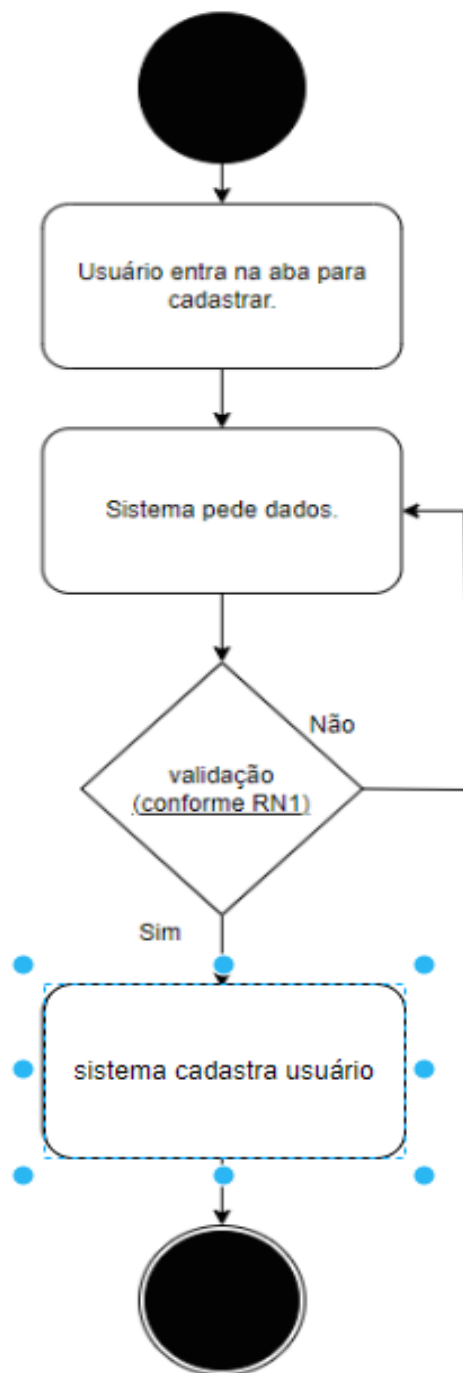 Usuário entra na aba para
cadastrar.
Sistema pede dados.
Não
validação
(conforme RN1)
Sim
sistema cadastra usuário